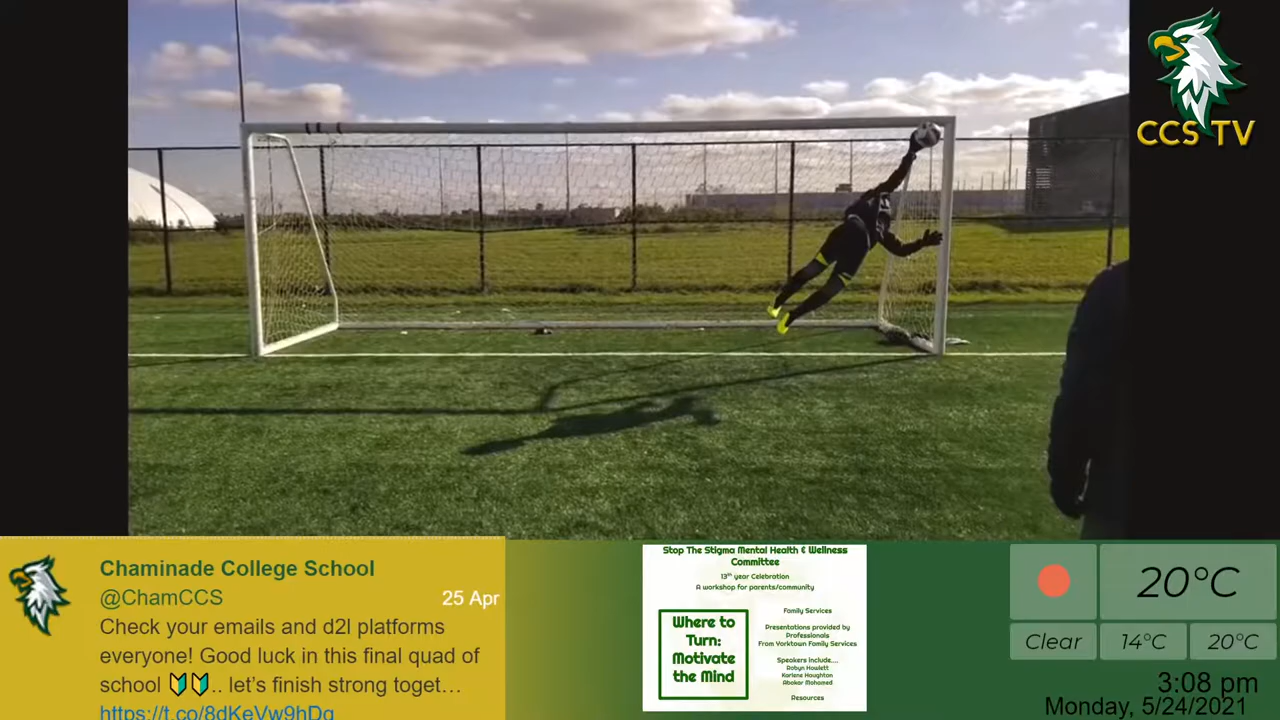 CCS TV
Chaminade College School
@ChamCCS
25 Apr
Check your emails and d2l platforms
everyone! Good luck in this final quad of
school 🔰🔰.. let's finish strong toget…
https://t.co/8dKeVw9hDg
Stop The Stigma Mental Health & Wellness
Committee
13th year Celebration
A workshop for parents/community
Where to
Turn:
Motivate
the Mind
Family Services
Presentations provided by
Professionals
From Vorktown Family Services
Speakers Include....
Robyn Howlett
Karlene Houghton
Abakar Mohamed
Resources
20°C
Clear
14°C
20°C
3:08 pm
Monday, 5/24/2021